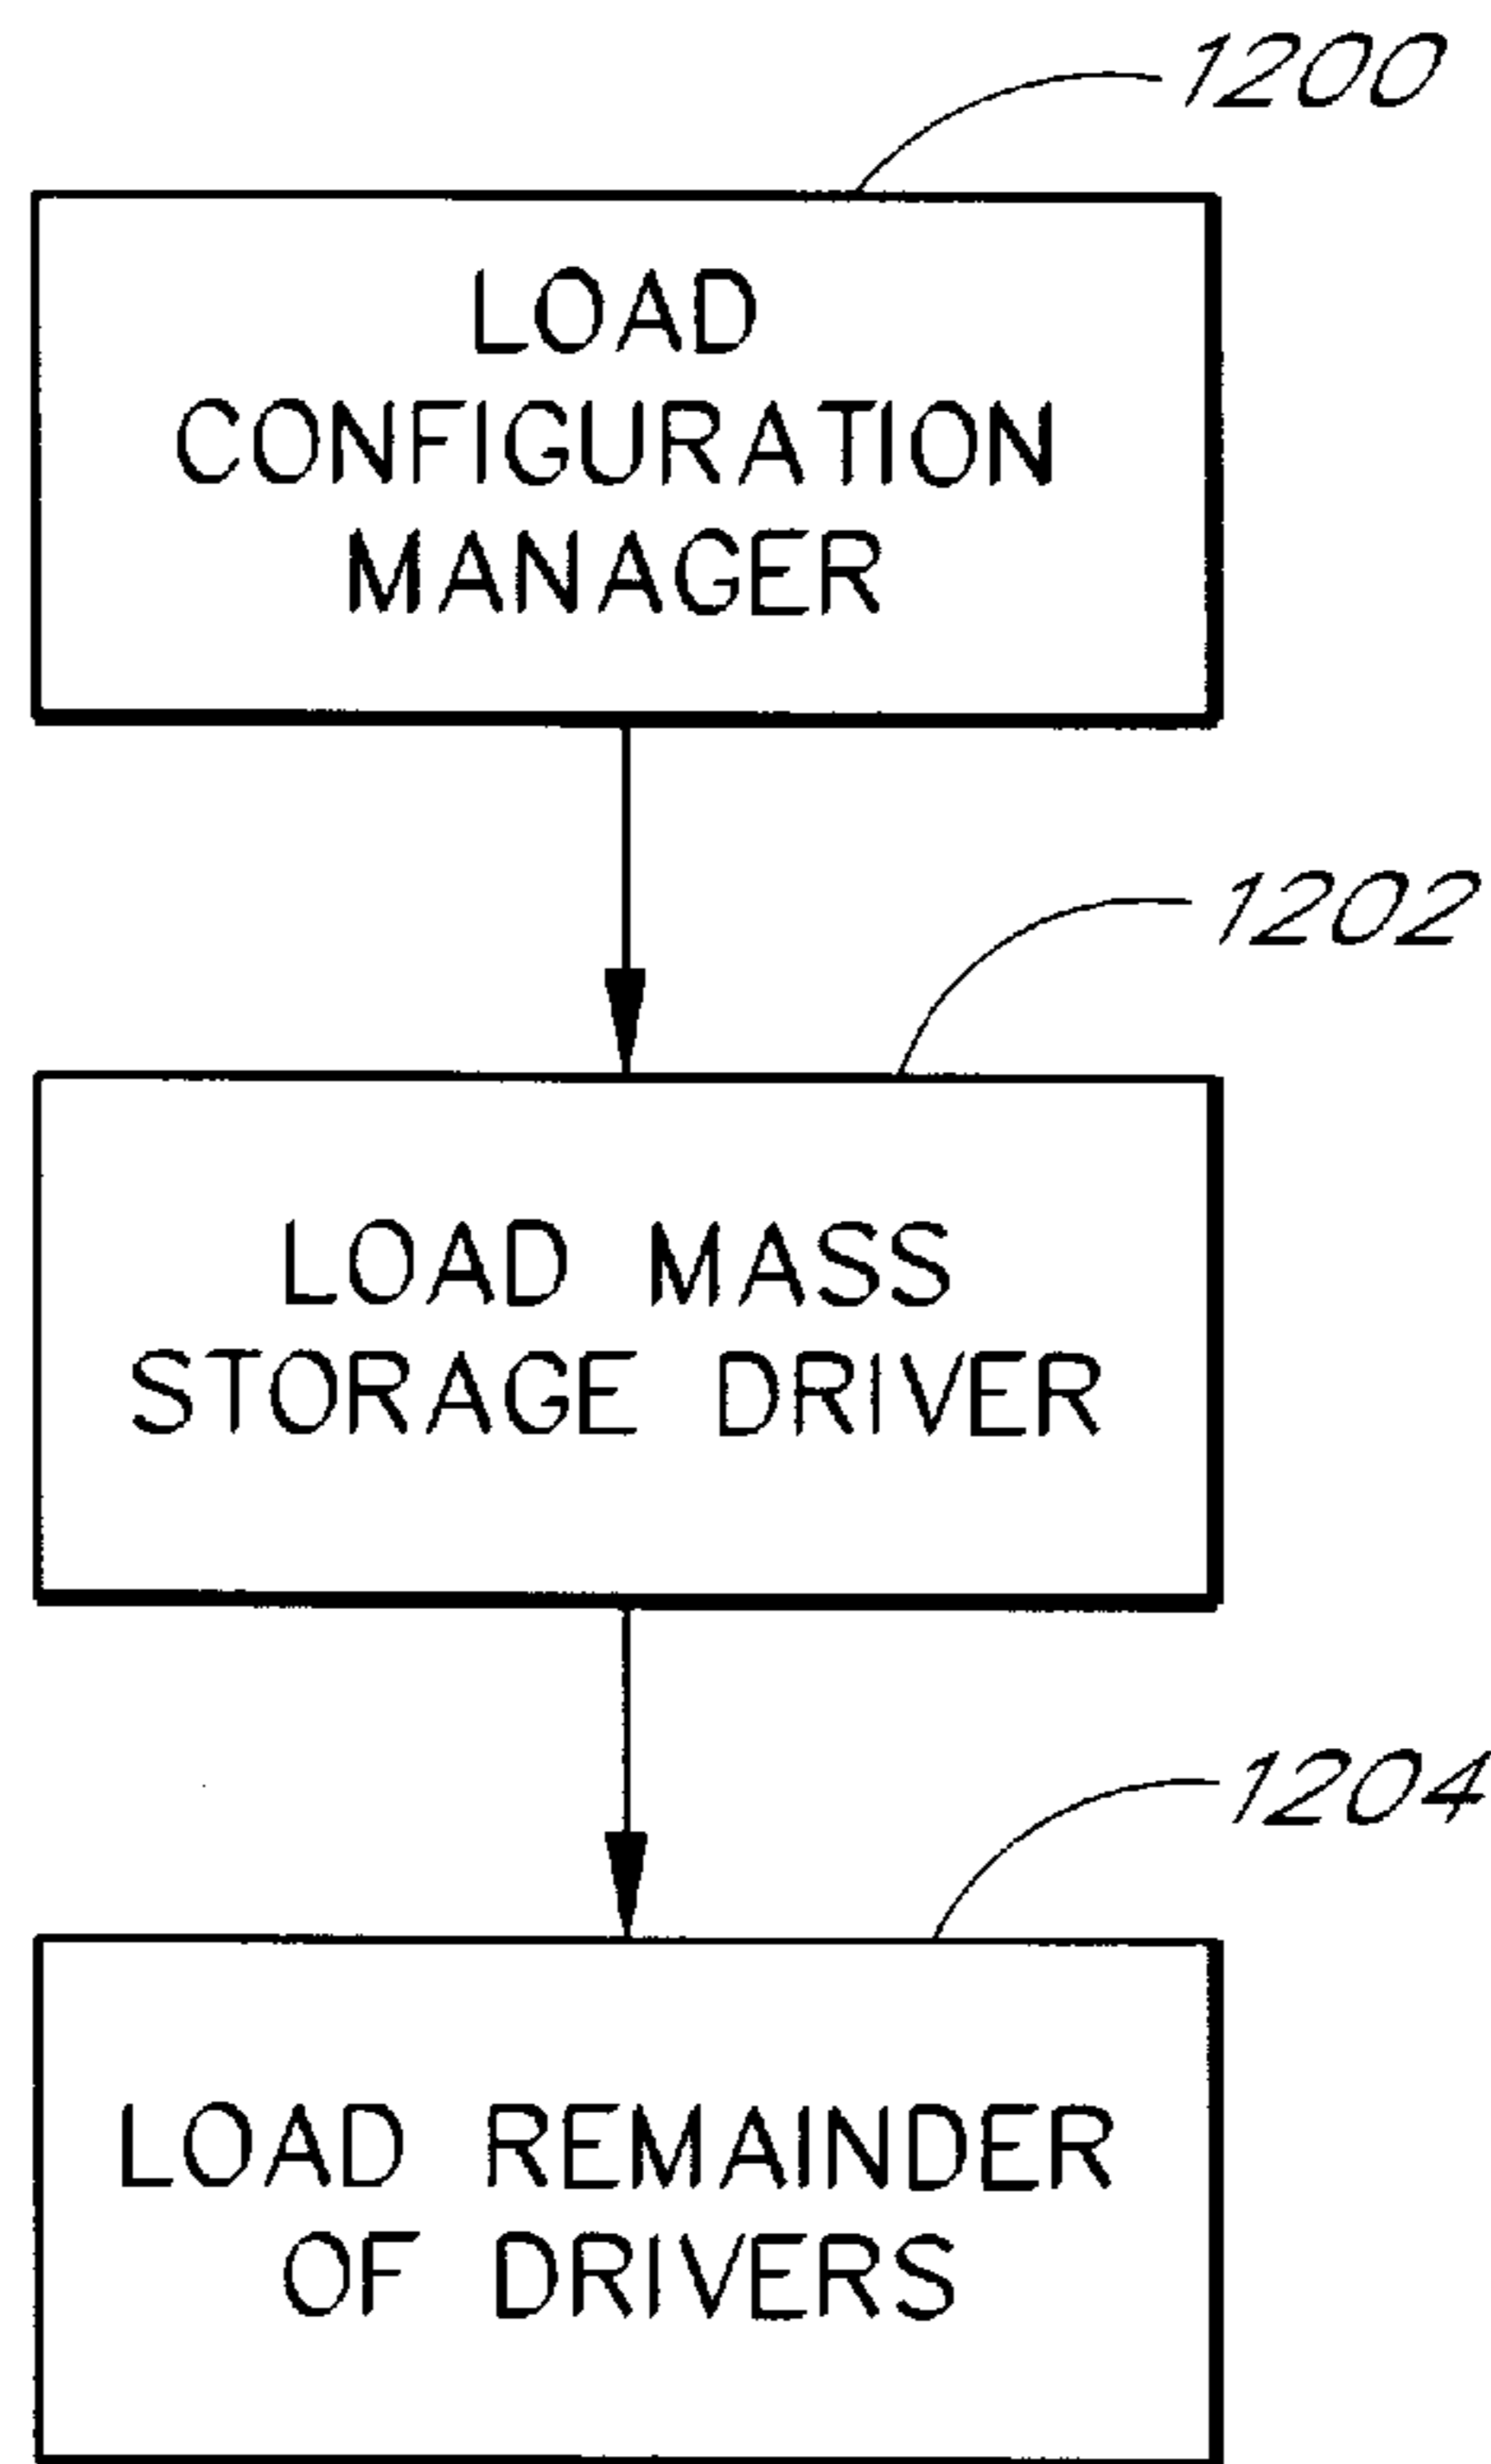 1200
LOAD
CONFIGURATION
MANAGER
1202
LOAD MASS
STORAGE DRIVER
1204
LOAD REMAINDER
OF DRIVERS